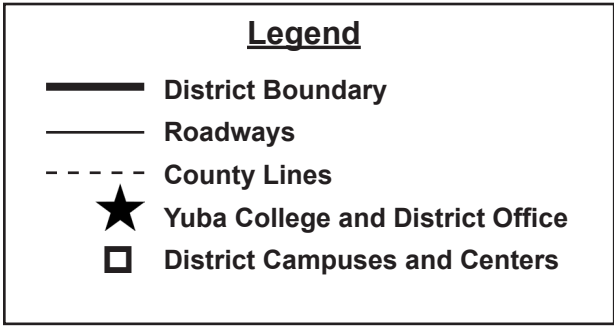 Legend
District Boundary
Roadways
County Lines
Yuba College and District Office
District Campuses and Centers